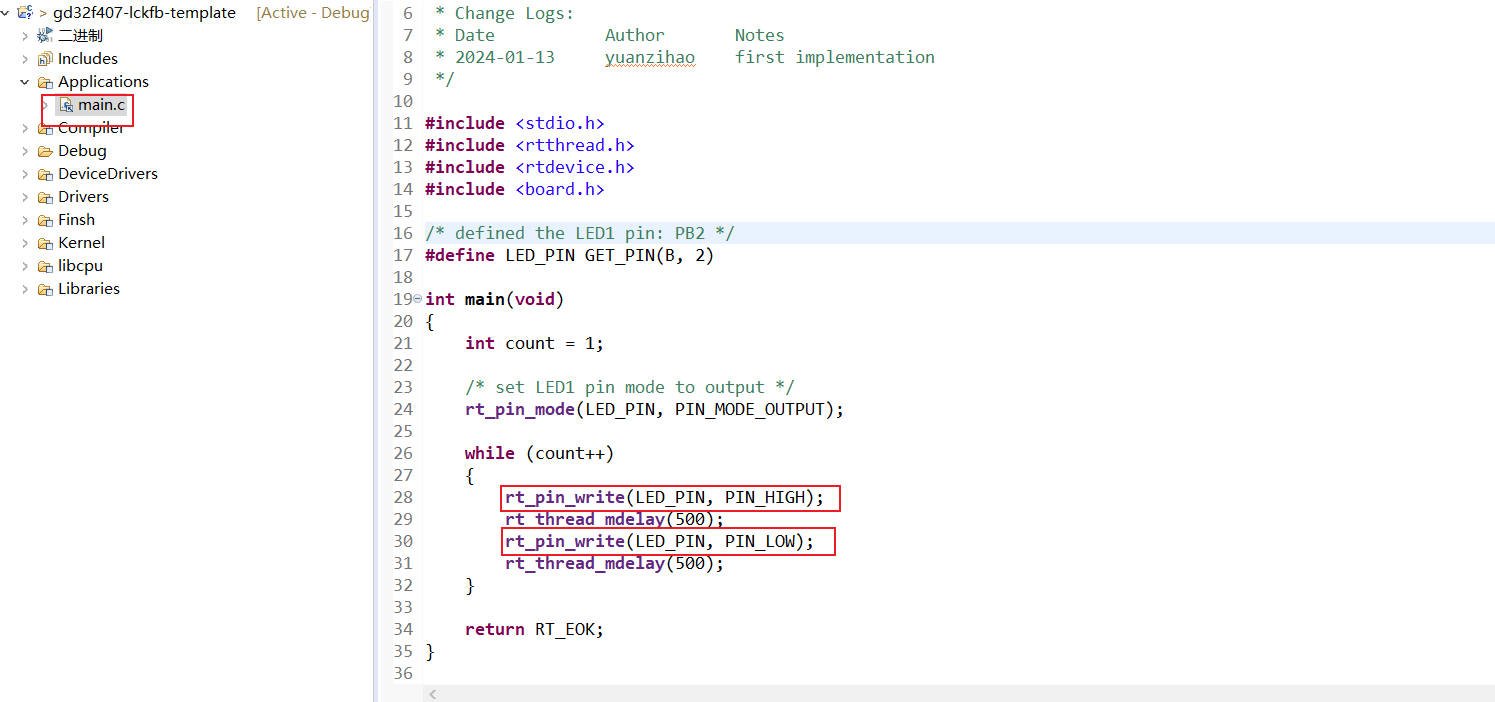 gd32f407-lckfb-template [Active - Debug
二进制
Includes
Applications
main.c
Compiler
Debug
DeviceDrivers
Drivers
Finsh
Kernel
libcpu
Libraries
6 * Change Logs:
7 * Date Author Notes
8 * 2024-01-13 yuanzihao first implementation
9 */
10
11 #include <stdio.h>
12 #include <rtthread.h>
13 #include <rtdevice.h>
14 #include <board.h>
15
16 /* defined the LED1 pin: PB2 */
17 #define LED_PIN GET_PIN(B, 2)
18
19 int main(void)
20 {
21 int count = 1;
22
23 /* set LED1 pin mode to output */
24 rt_pin_mode(LED_PIN, PIN_MODE_OUTPUT);
25
26 while (count++)
27 {
28 rt_pin_write(LED_PIN, PIN_HIGH);
29 rt_thread_mdelay(500);
30 rt_pin_write(LED_PIN, PIN_LOW);
31 rt_thread_mdelay(500);
32 }
33
34 return RT_EOK;
35 }
36